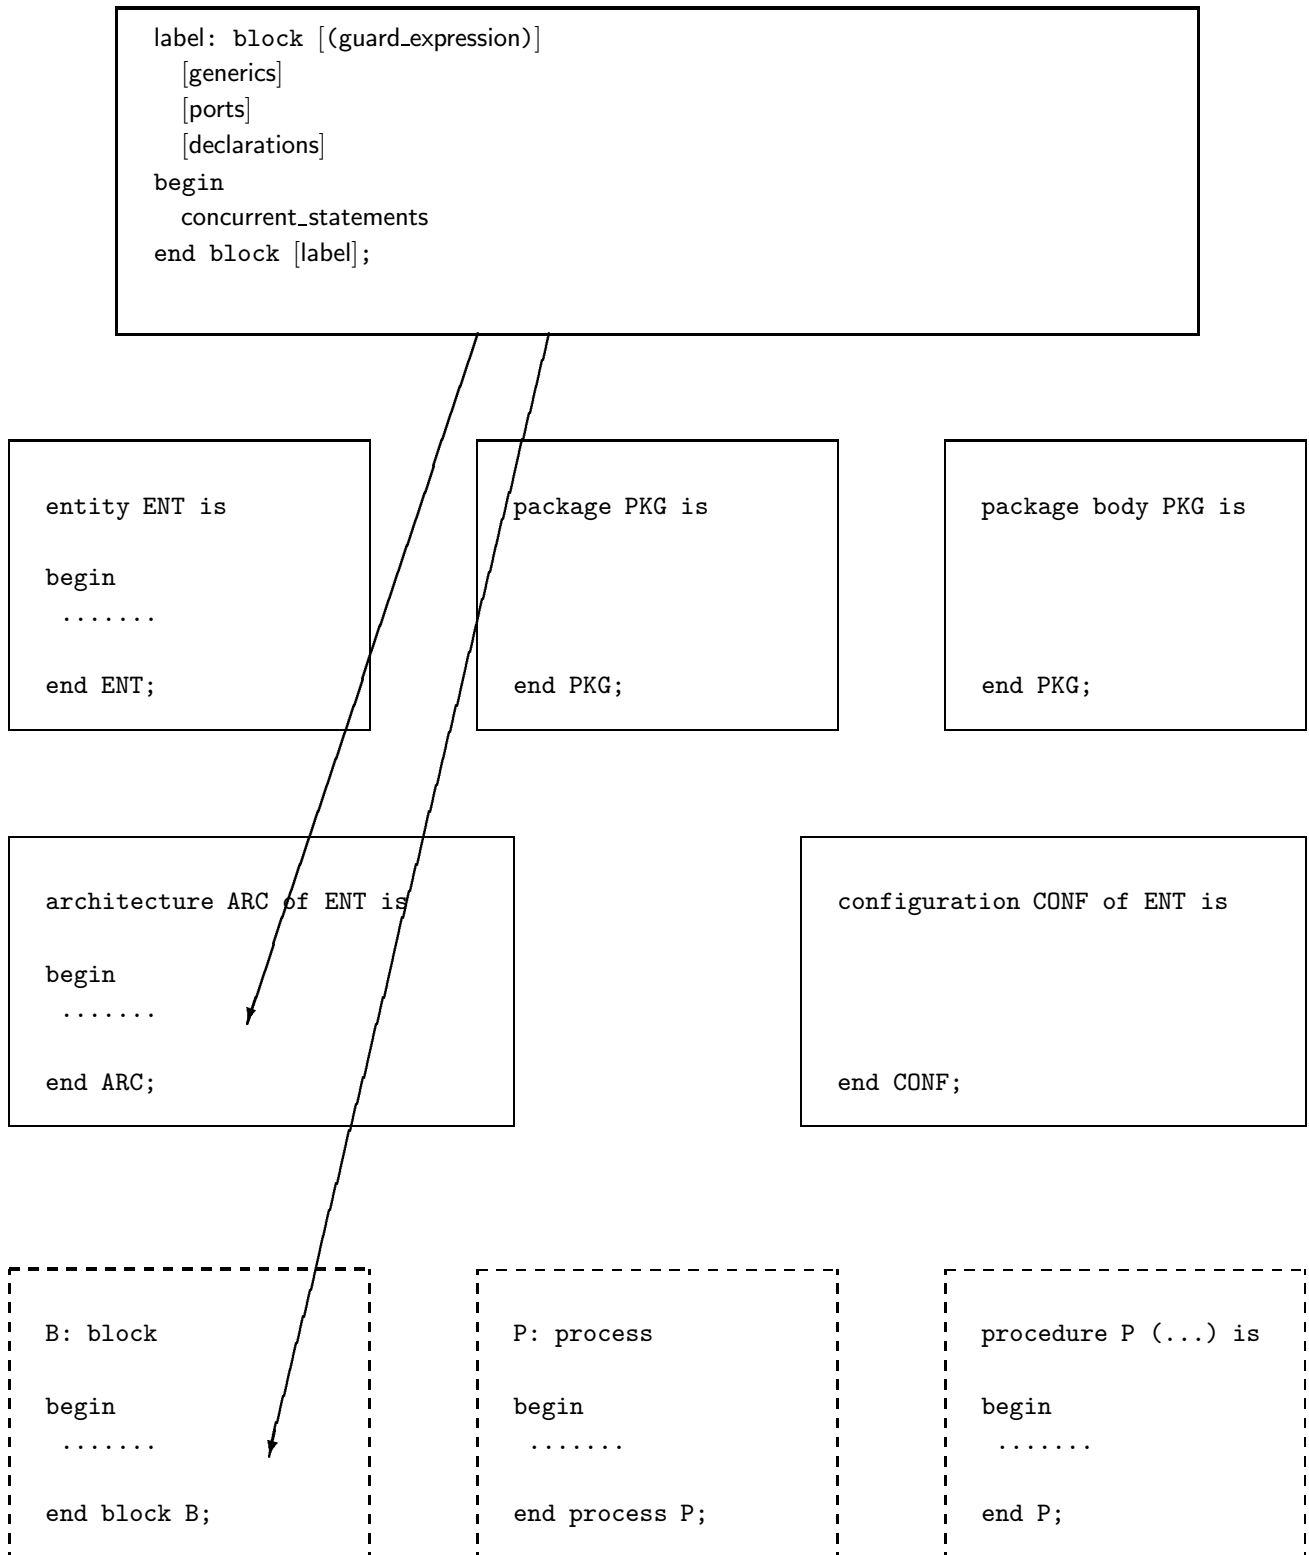 label: block [(guard_expression)]
[generics]
[ports]
[declarations]
begin
concurrent_statements
end block [label];
entity ENT is
begin
.......
end ENT;
package PKG is
end PKG;
package body PKG is
end PKG;
architecture ARC of ENT is
begin
.......
end ARC;
configuration CONF of ENT is
end CONF;
B: block
begin
.......
end block B;
P: process
begin
.......
end process P;
procedure P (...) is
begin
.......
end P;